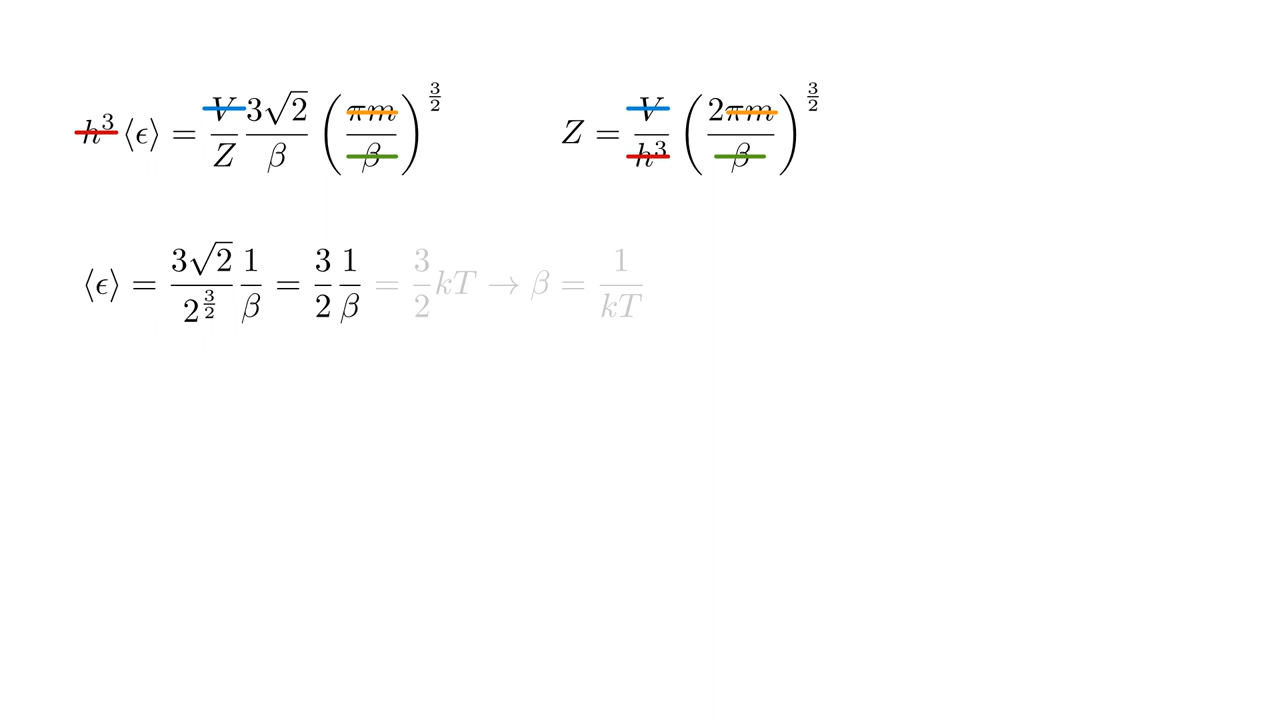 h³ ⟨ϵ⟩ = V/Z 3√2/β (πm/β)^(3/2) Z = V/h³ (2πm/β)^(3/2)
⟨ϵ⟩ = 3√2/2^(3/2) 1/β = 3/2 1/β = 3/2 kT → β = 1/kT